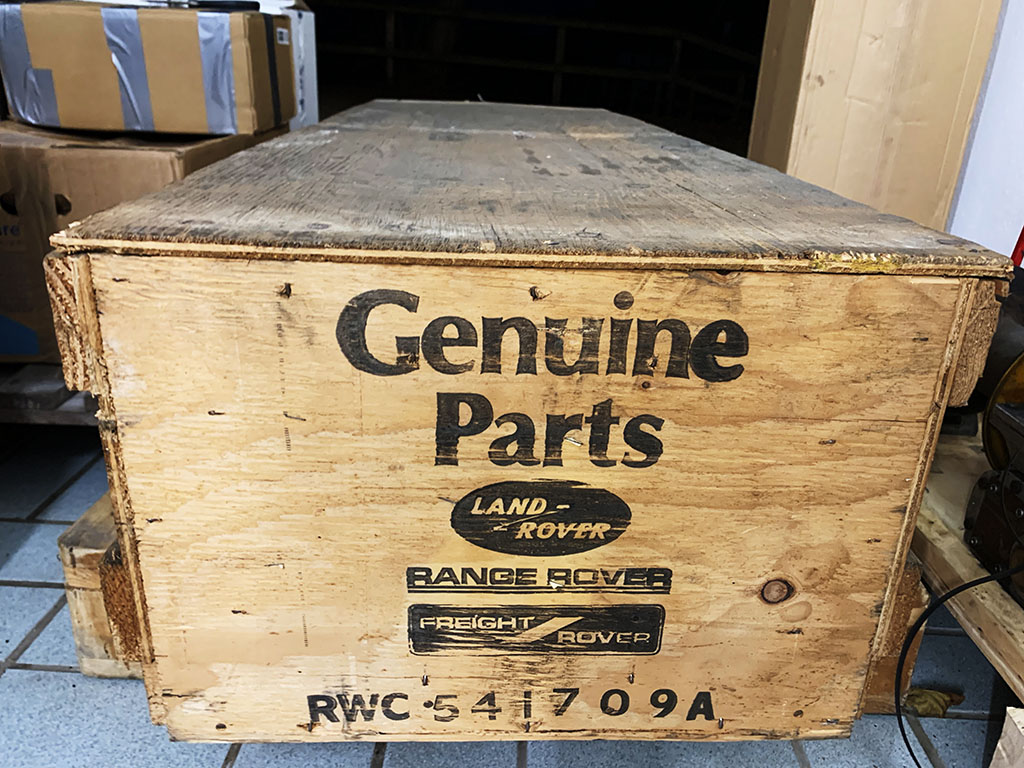 Genuine
Parts
LAND-
ROVER
RANGE ROVER
FREIGHT ROVER
RWC 541709A